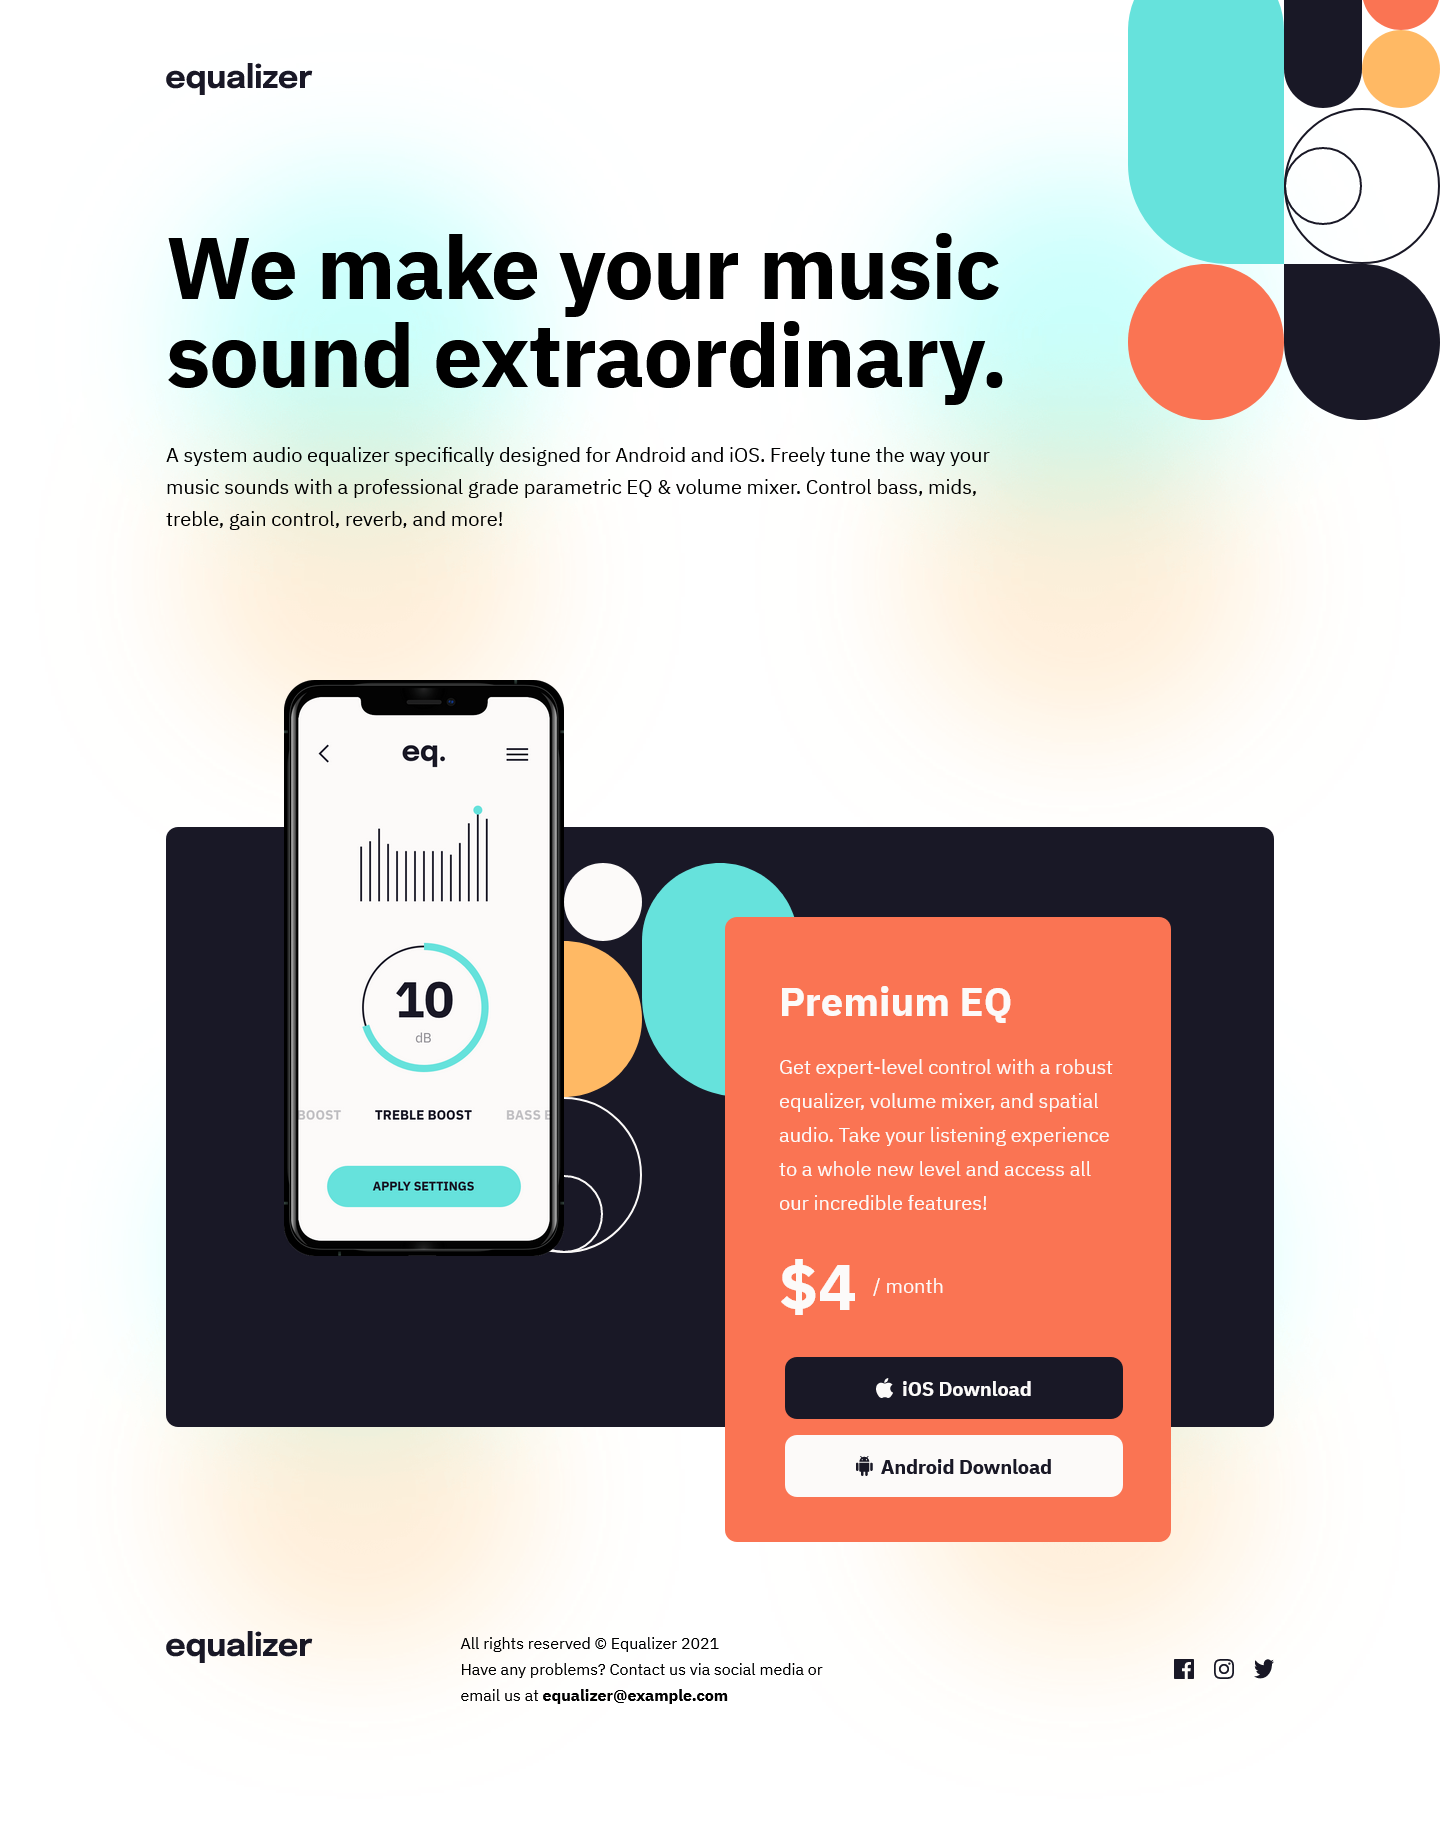 equalizer
We make your music
sound extraordinary.
A system audio equalizer specifically designed for Android and iOS. Freely tune the way your
music sounds with a professional grade parametric EQ & volume mixer. Control bass, mids,
treble, gain control, reverb, and more!
eq.
10
dB
BOOST TREBLE BOOST BASS B
APPLY SETTINGS
Premium EQ
Get expert-level control with a robust
equalizer, volume mixer, and spatial
audio. Take your listening experience
to a whole new level and access all
our incredible features!
$4 / month
iOS Download
Android Download
equalizer
All rights reserved © Equalizer 2021
Have any problems? Contact us via social media or
email us at equalizer@example.com